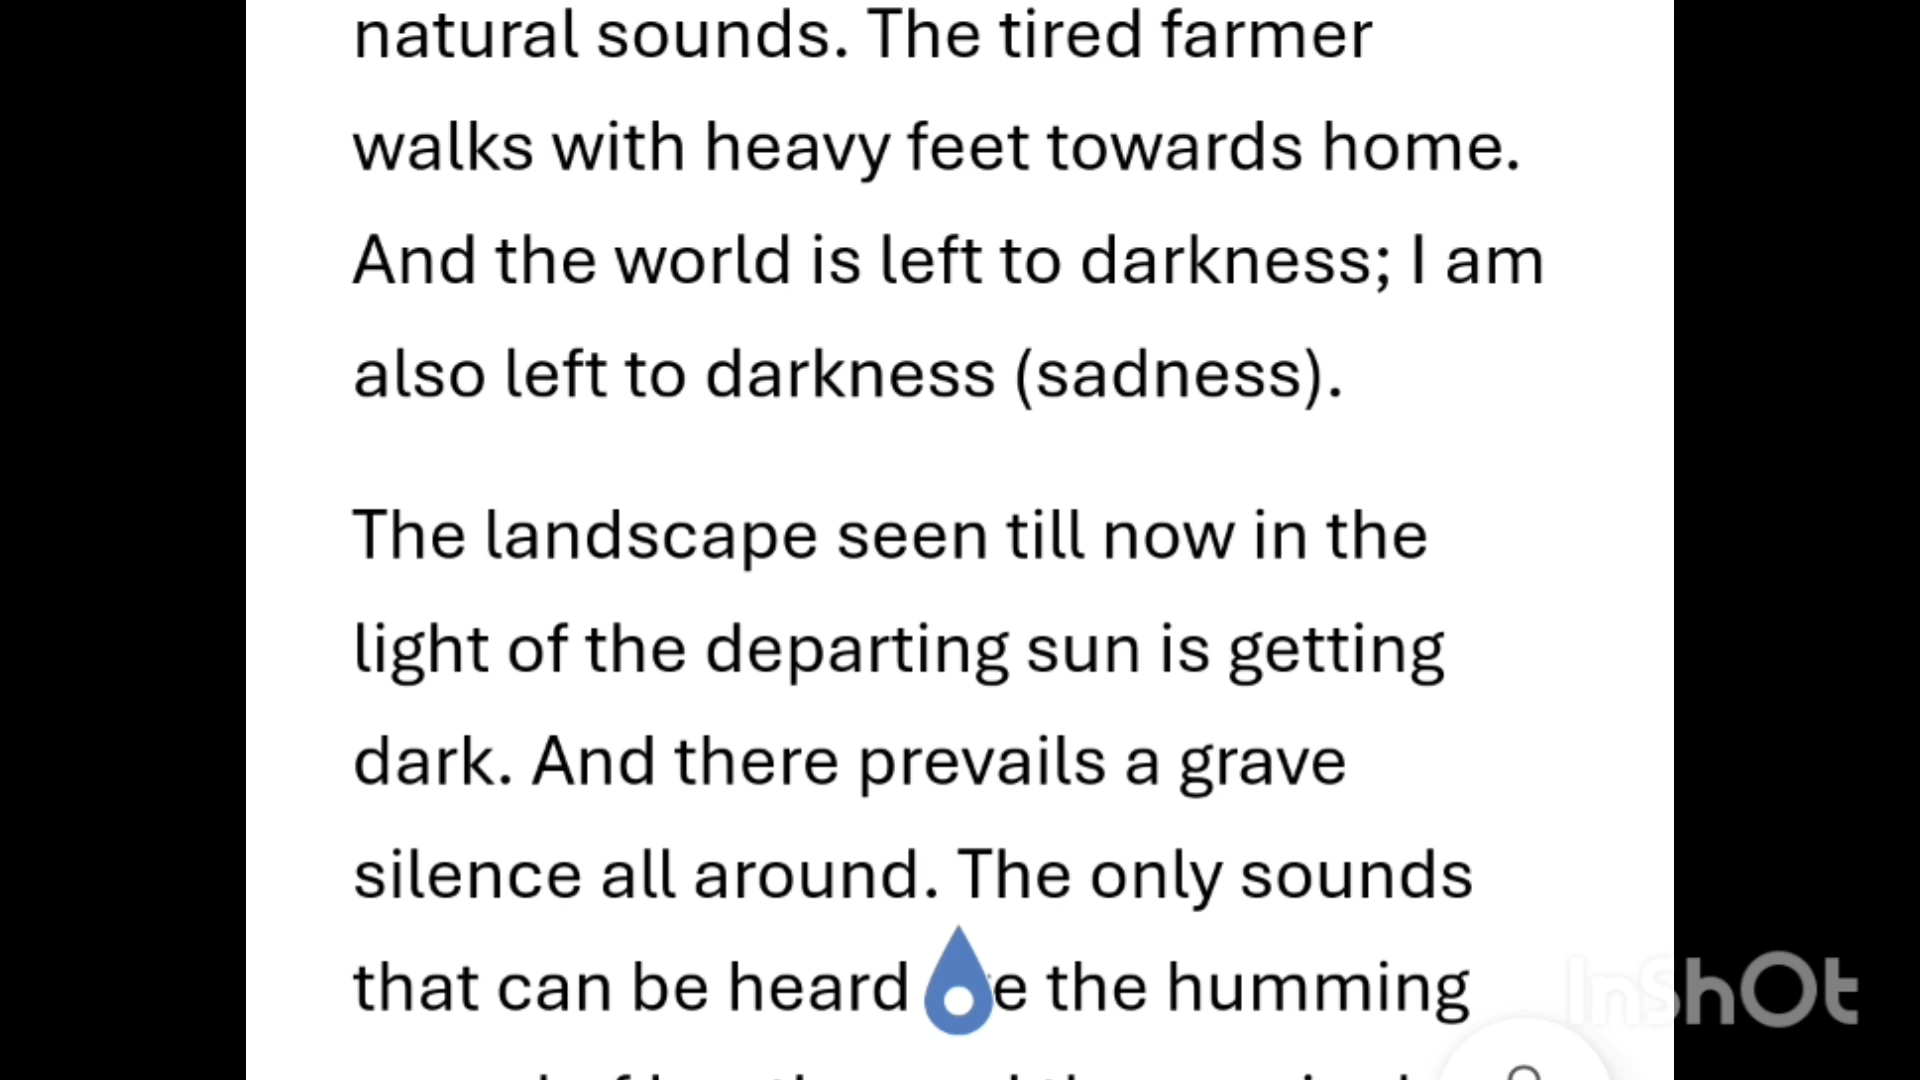 natural sounds. The tired farmer
walks with heavy feet towards home.
And the world is left to darkness; I am
also left to darkness (sadness).
The landscape seen till now in the
light of the departing sun is getting
dark. And there prevails a grave
silence all around. The only sounds
that can be heard the humming
InShOt